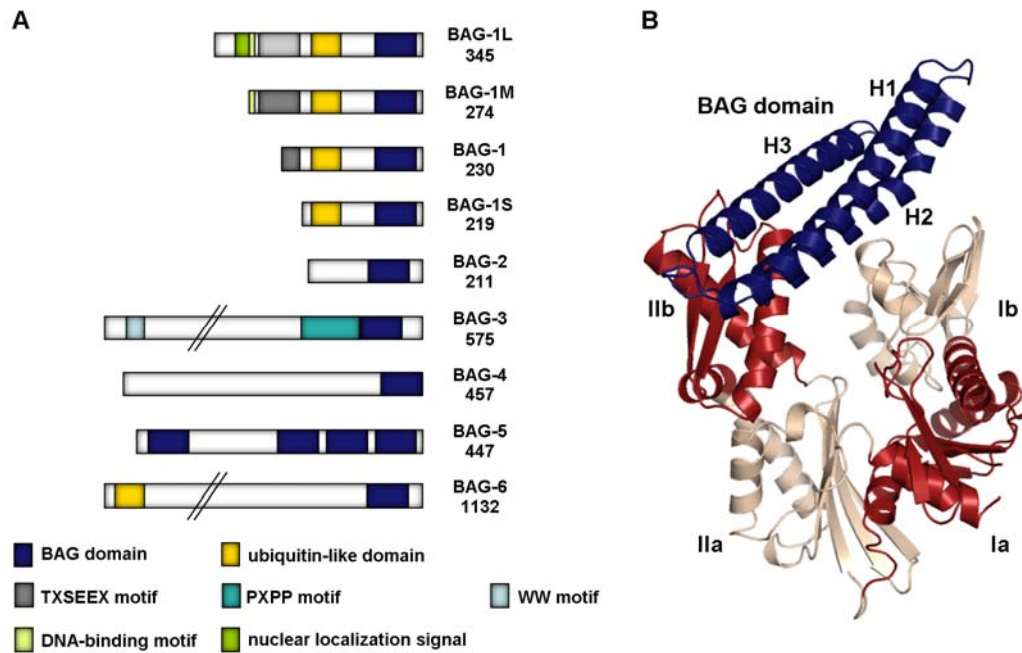 A
BAG-1L
345
BAG-1M
274
BAG-1
230
BAG-1S
219
BAG-2
211
BAG-3
575
BAG-4
457
BAG-5
447
BAG-6
1132
BAG domain
ubiquitin-like domain
TXSEEX motif
PXPP motif
WW motif
DNA-binding motif
nuclear localization signal
B
BAG domain
H1
H3
H2
IIb
Ib
IIa
Ia